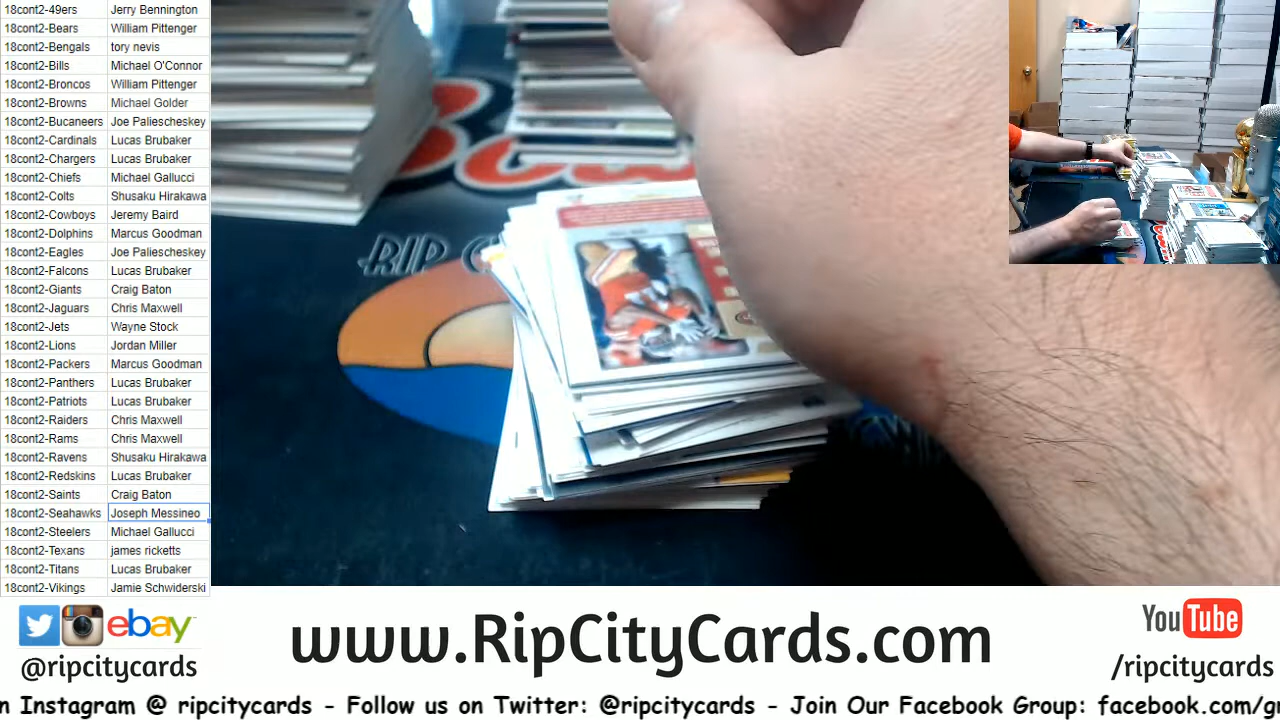 18cont2-49ers Jerry Bennington
18cont2-Bears William Pittenger
18cont2-Bengals tory nevis
18cont2-Bills Michael O'Connor
18cont2-Broncos William Pittenger
18cont2-Browns Michael Golder
18cont2-Bucaneers Joe Paliescheskey
18cont2-Cardinals Lucas Brubaker
18cont2-Chargers Lucas Brubaker
18cont2-Chiefs Michael Gallucci
18cont2-Colts Shusaku Hirakawa
18cont2-Cowboys Jeremy Baird
18cont2-Dolphins Marcus Goodman
18cont2-Eagles Joe Paliescheskey
18cont2-Falcons Lucas Brubaker
18cont2-Giants Craig Baton
18cont2-Jaguars Chris Maxwell
18cont2-Jets Wayne Stock
18cont2-Lions Jordan Miller
18cont2-Packers Marcus Goodman
18cont2-Panthers Lucas Brubaker
18cont2-Patriots Lucas Brubaker
18cont2-Raiders Chris Maxwell
18cont2-Rams Chris Maxwell
18cont2-Ravens Shusaku Hirakawa
18cont2-Redskins Lucas Brubaker
18cont2-Saints Craig Baton
18cont2-Seahawks Joseph Messineo
18cont2-Steelers Michael Gallucci
18cont2-Texans james ricketts
18cont2-Titans Lucas Brubaker
18cont2-Vikings Jamie Schwiderski
RIP
ebay
@ripcitycards
www.RipCityCards.com
YouTube
/ripcitycards
n Instagram @ ripcitycards - Follow us on Twitter: @ripcitycards - Join Our Facebook Group: facebook.com/g